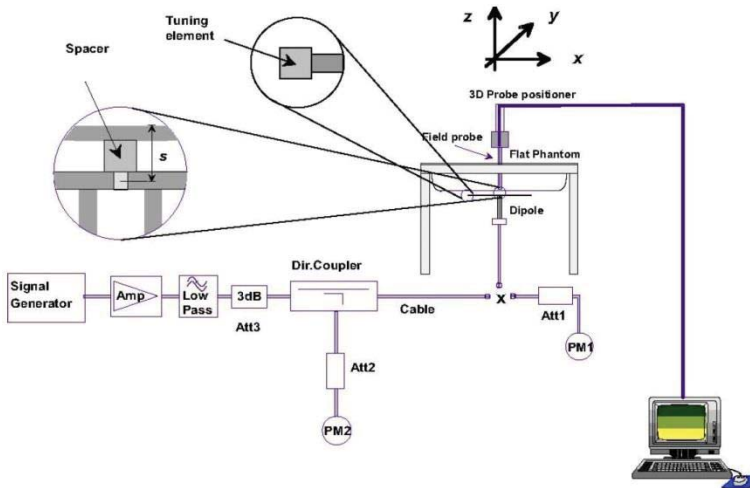 Tuning
element
Spacer
s
z
y
x
3D Probe positioner
Field probe
Flat Phantom
Dipole
Signal
Generator
Amp
Low
Pass
3dB
Att3
Dir.Coupler
Cable
x
Att1
PM1
Att2
PM2